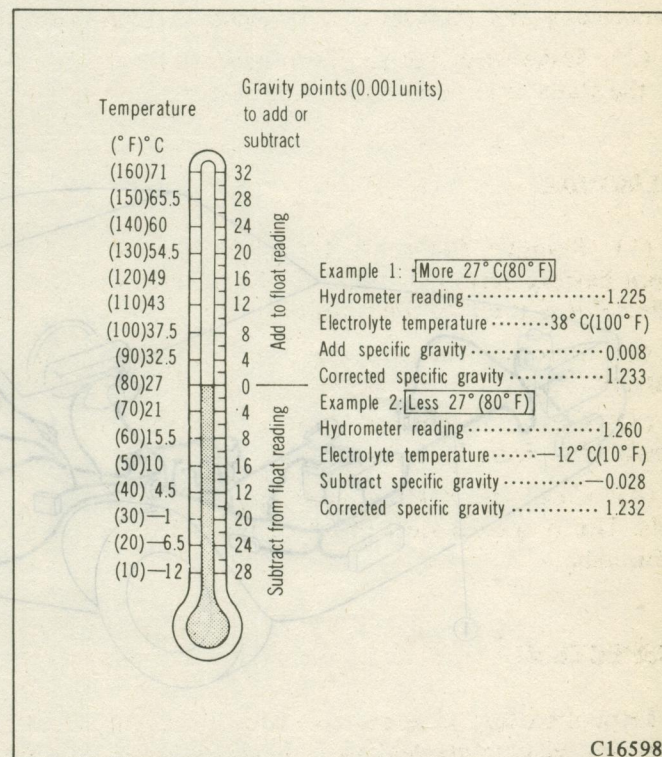 Temperature
Gravity points (0.001units)
to add or
subtract
(°F)°C
(160)71 32
(150)65.5 28
(140)60 24
(130)54.5 20
(120)49 16
(110)43 12
(100)37.5 8
(90)32.5 4
(80)27 0
(70)21 4
(60)15.5 8
(50)10 16
(40) 4.5 12
(30)—1 20
(20)—6.5 24
(10)—12 28
Add to float reading
Subtract from float reading
Example 1: More 27°C(80°F)
Hydrometer reading ·················· 1.225
Electrolyte temperature ········ 38°C(100°F)
Add specific gravity ················ 0.008
Corrected specific gravity ············ 1.233
Example 2: Less 27°(80°F)
Hydrometer reading ·················· 1.260
Electrolyte temperature ····· —12°C(10°F)
Subtract specific gravity ··········· —0.028
Corrected specific gravity ············ 1.232
C16598